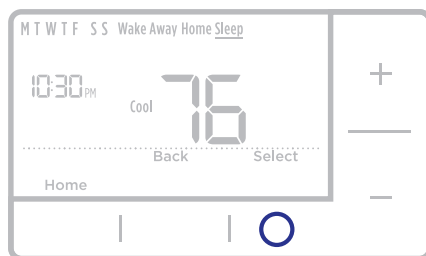 M T W T F S S Wake Away Home Sleep
10:30 PM
Cool 76
Back Select
Home